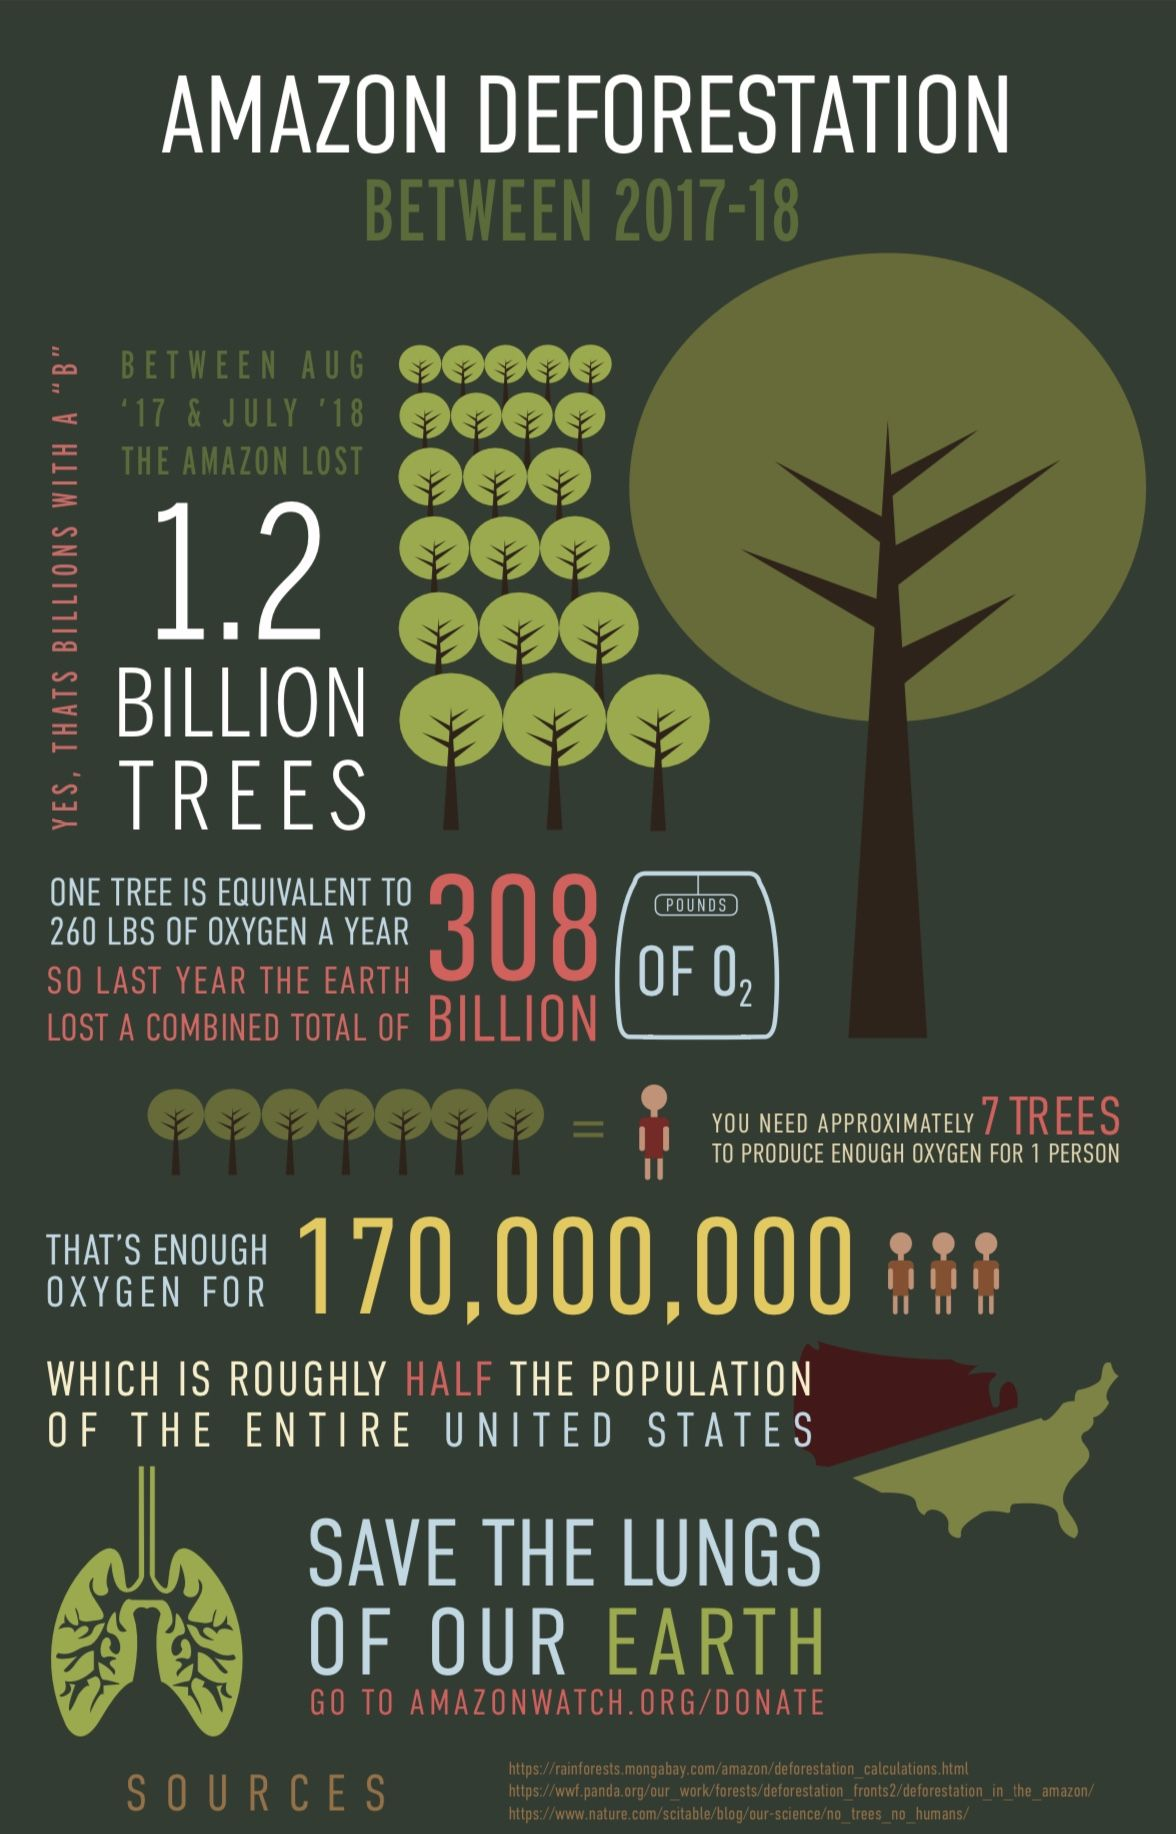 AMAZON DEFORESTATION
BETWEEN 2017-18
YES, THATS BILLIONS WITH A "B"
BETWEEN AUG
‘17 & JULY ’18
THE AMAZON LOST
1.2
BILLION
TREES
ONE TREE IS EQUIVALENT TO
260 LBS OF OXYGEN A YEAR
SO LAST YEAR THE EARTH
LOST A COMBINED TOTAL OF
308
BILLION
POUNDS
OF O₂
=
YOU NEED APPROXIMATELY 7 TREES
TO PRODUCE ENOUGH OXYGEN FOR 1 PERSON
THAT'S ENOUGH
OXYGEN FOR
170,000,000
WHICH IS ROUGHLY HALF THE POPULATION
OF THE ENTIRE UNITED STATES
SAVE THE LUNGS
OF OUR EARTH
GO TO AMAZONWATCH.ORG/DONATE
SOURCES
https://rainforests.mongabay.com/amazon/deforestation_calculations.html
https://wwf.panda.org/our_work/forests/deforestation_fronts2/deforestation_in_the_amazon/
https://www.nature.com/scitable/blog/our-science/no_trees_no_humans/